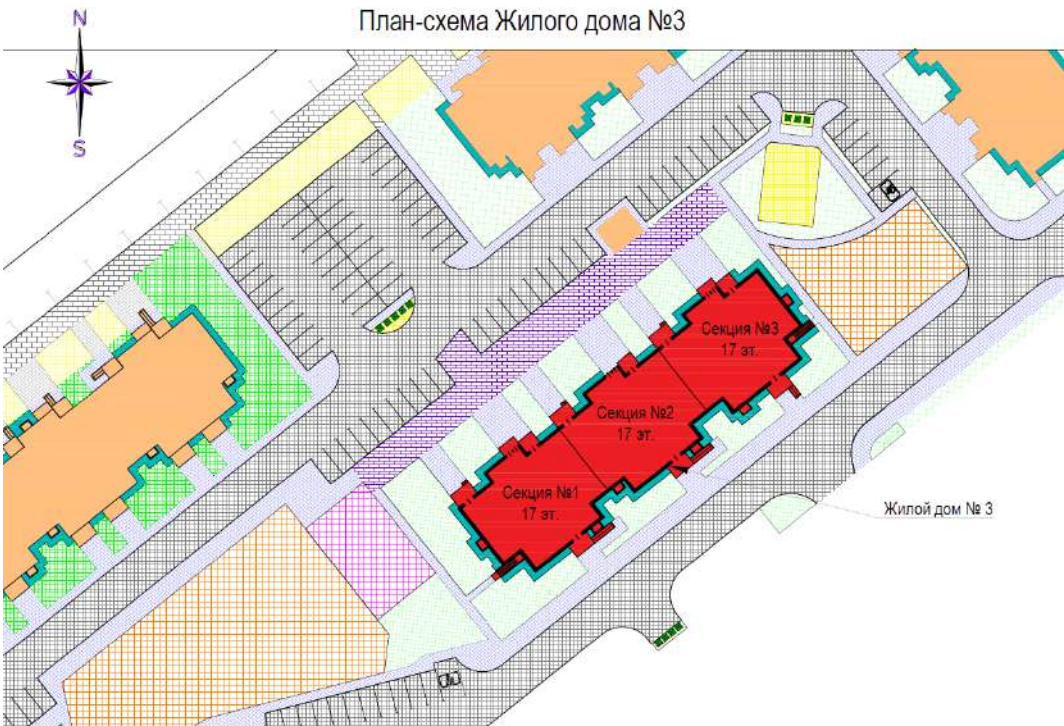 План-схема Жилого дома №3
N
S
Секция №3
17 эт.
Секция №2
17 эт.
Секция №1
17 эт.
Жилой дом № 3